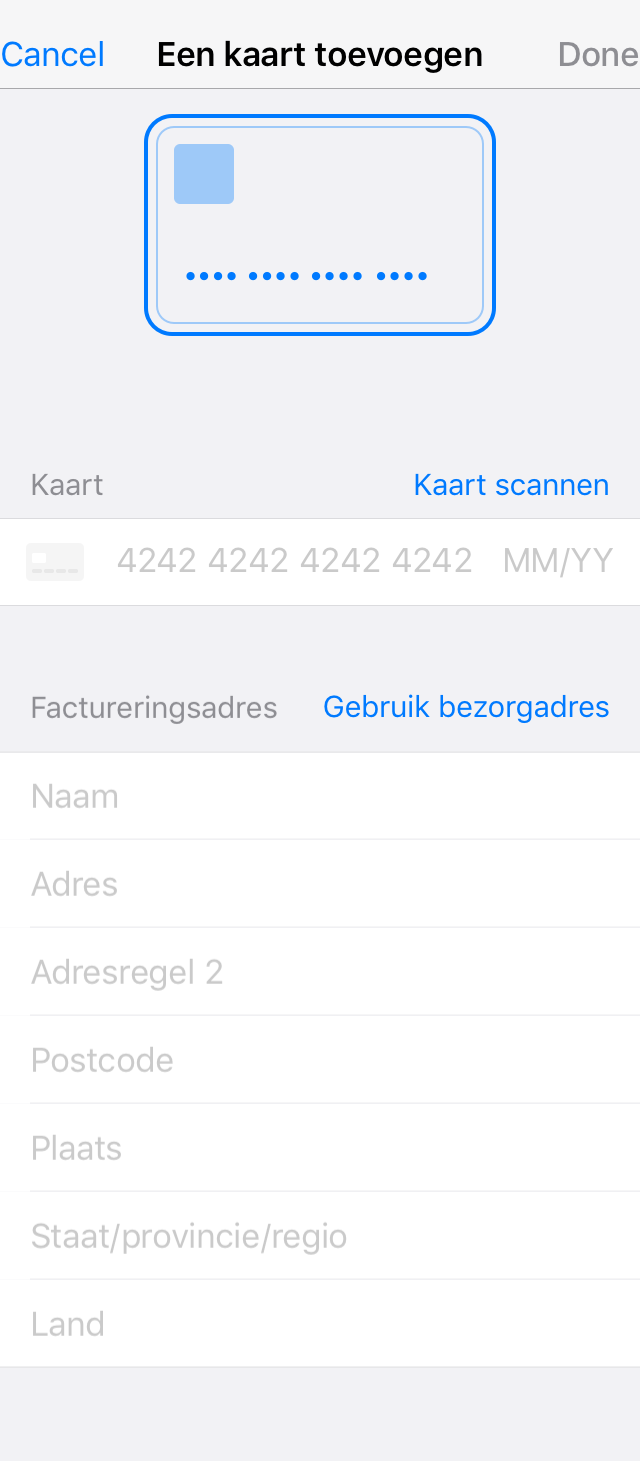 Cancel Een kaart toevoegen Done
•••• •••• •••• ••••
Kaart Kaart scannen
4242 4242 4242 4242 MM/YY
Factureringsadres Gebruik bezorgadres
Naam
Adres
Adresregel 2
Postcode
Plaats
Staat/provincie/regio
Land